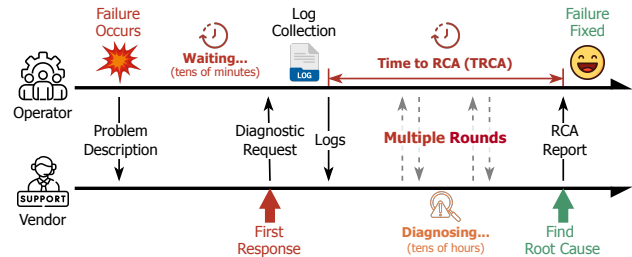 Failure
Occurs
Waiting...
(tens of minutes)
Log
Collection
LOG
Time to RCA (TRCA)
Failure
Fixed
Operator
Problem
Description
Diagnostic
Request
Logs
Multiple Rounds
RCA
Report
SUPPORT
Vendor
First
Response
Diagnosing...
(tens of hours)
Find
Root Cause